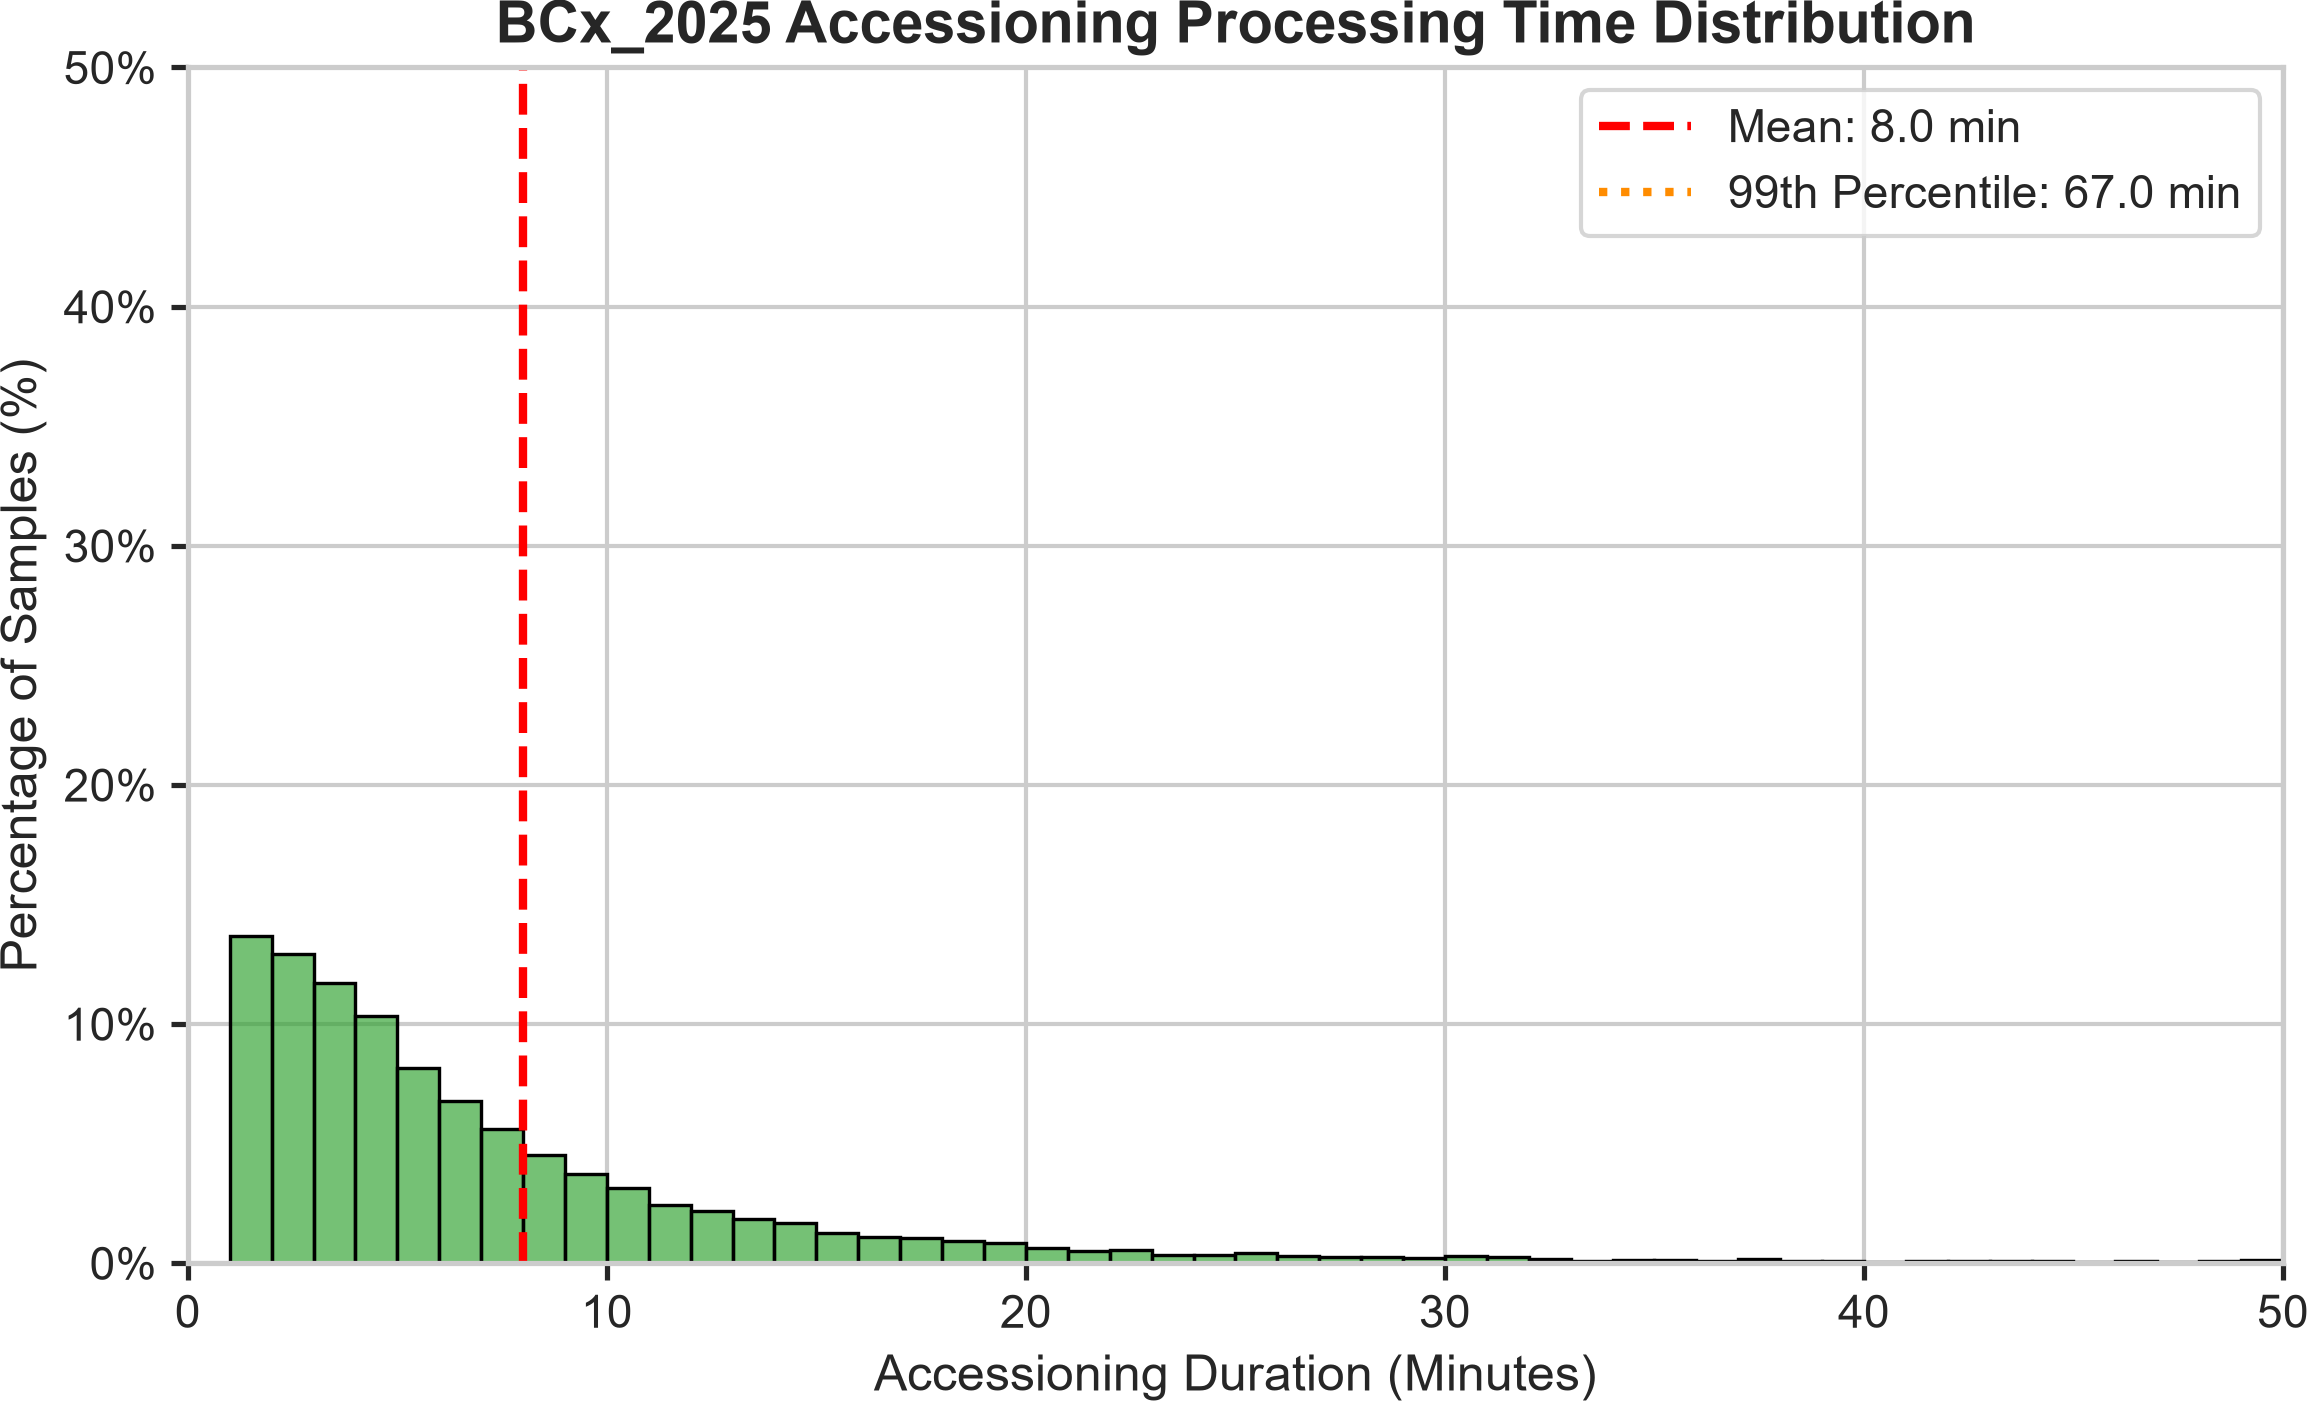 BCx_2025 Accessioning Processing Time Distribution
Mean: 8.0 min
99th Percentile: 67.0 min
Percentage of Samples (%)
50%
40%
30%
20%
10%
0%
0 10 20 30 40 50
Accessioning Duration (Minutes)